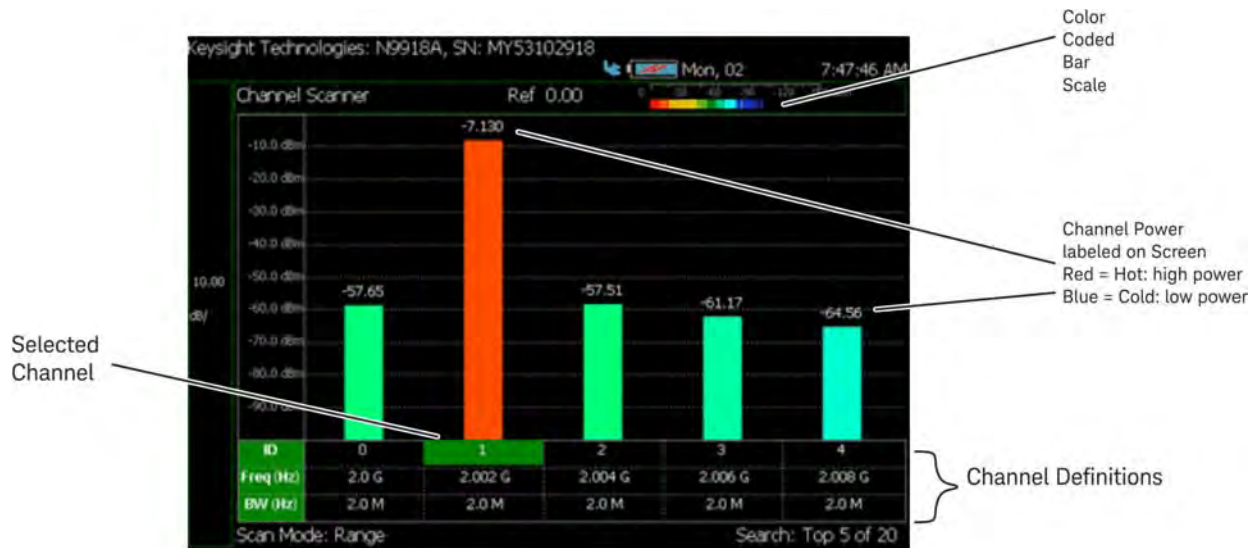 Keysight Technologies: N9918A, SN: MY53102918
Mon, 02 7:47:46 AM
Channel Scanner Ref 0.00
Color
Coded
Bar
Scale
-7.130
-10.0 dBm
-20.0 dBm
-30.0 dBm
-40.0 dBm
Channel Power
labeled on Screen
Red = Hot: high power
Blue = Cold: low power
-50.0 dBm
10.00
dB/
-57.65
-57.51
-61.17
-64.56
-60.0 dBm
-70.0 dBm
-80.0 dBm
-90.0 dBm
Selected
Channel
ID 0 1 2 3 4
Freq (Hz) 2.0 G 2.002 G 2.004 G 2.006 G 2.008 G
BW (Hz) 2.0 M 2.0 M 2.0 M 2.0 M 2.0 M
Channel Definitions
Scan Mode: Range Search: Top 5 of 20